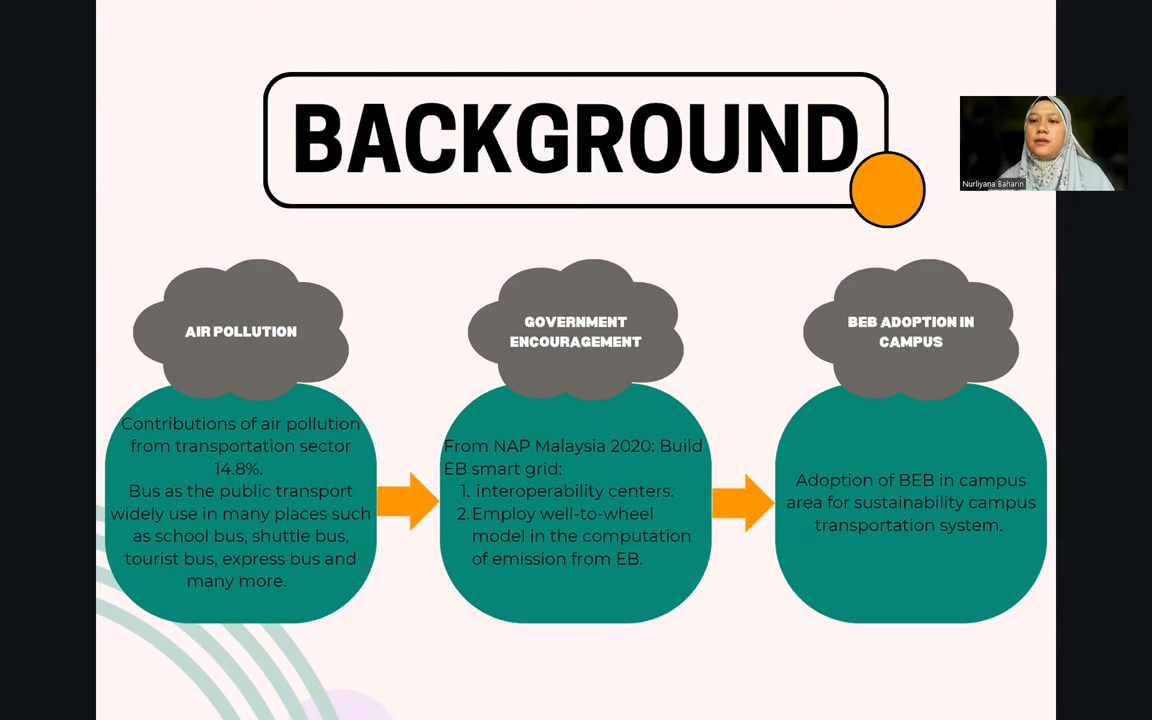 BACKGROUND
Nurliyana Baharin
AIR POLLUTION
Contributions of air pollution
from transportation sector
14.8%.
Bus as the public transport
widely use in many places such
as school bus, shuttle bus,
tourist bus, express bus and
many more.
GOVERNMENT
ENCOURAGEMENT
From NAP Malaysia 2020: Build
EB smart grid:
1. interoperability centers.
2. Employ well-to-wheel
model in the computation
of emission from EB.
BEB ADOPTION IN
CAMPUS
Adoption of BEB in campus
area for sustainability campus
transportation system.